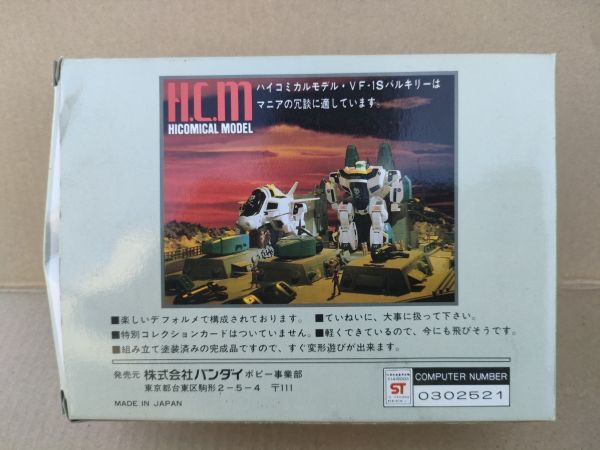 H.C.M
HICOMICAL MODEL
ハイコミカルモデル・VF-1Sバルキリーは
マニアの冗談に適しています。
■楽しいデフォルメで構成されております。
■ていねいに、大事に扱って下さい。
■特別コレクションカードはついていません。
■軽くできているので、今にも飛びそうです。
■組み立て塗装済みの完成品ですので、すぐ変形遊びが出来ます。
発売元 株式会社バンダイ ポピー事業部
東京都台東区駒形2-5-4 〒111
MADE IN JAPAN
ST
COMPUTER NUMBER
0302521